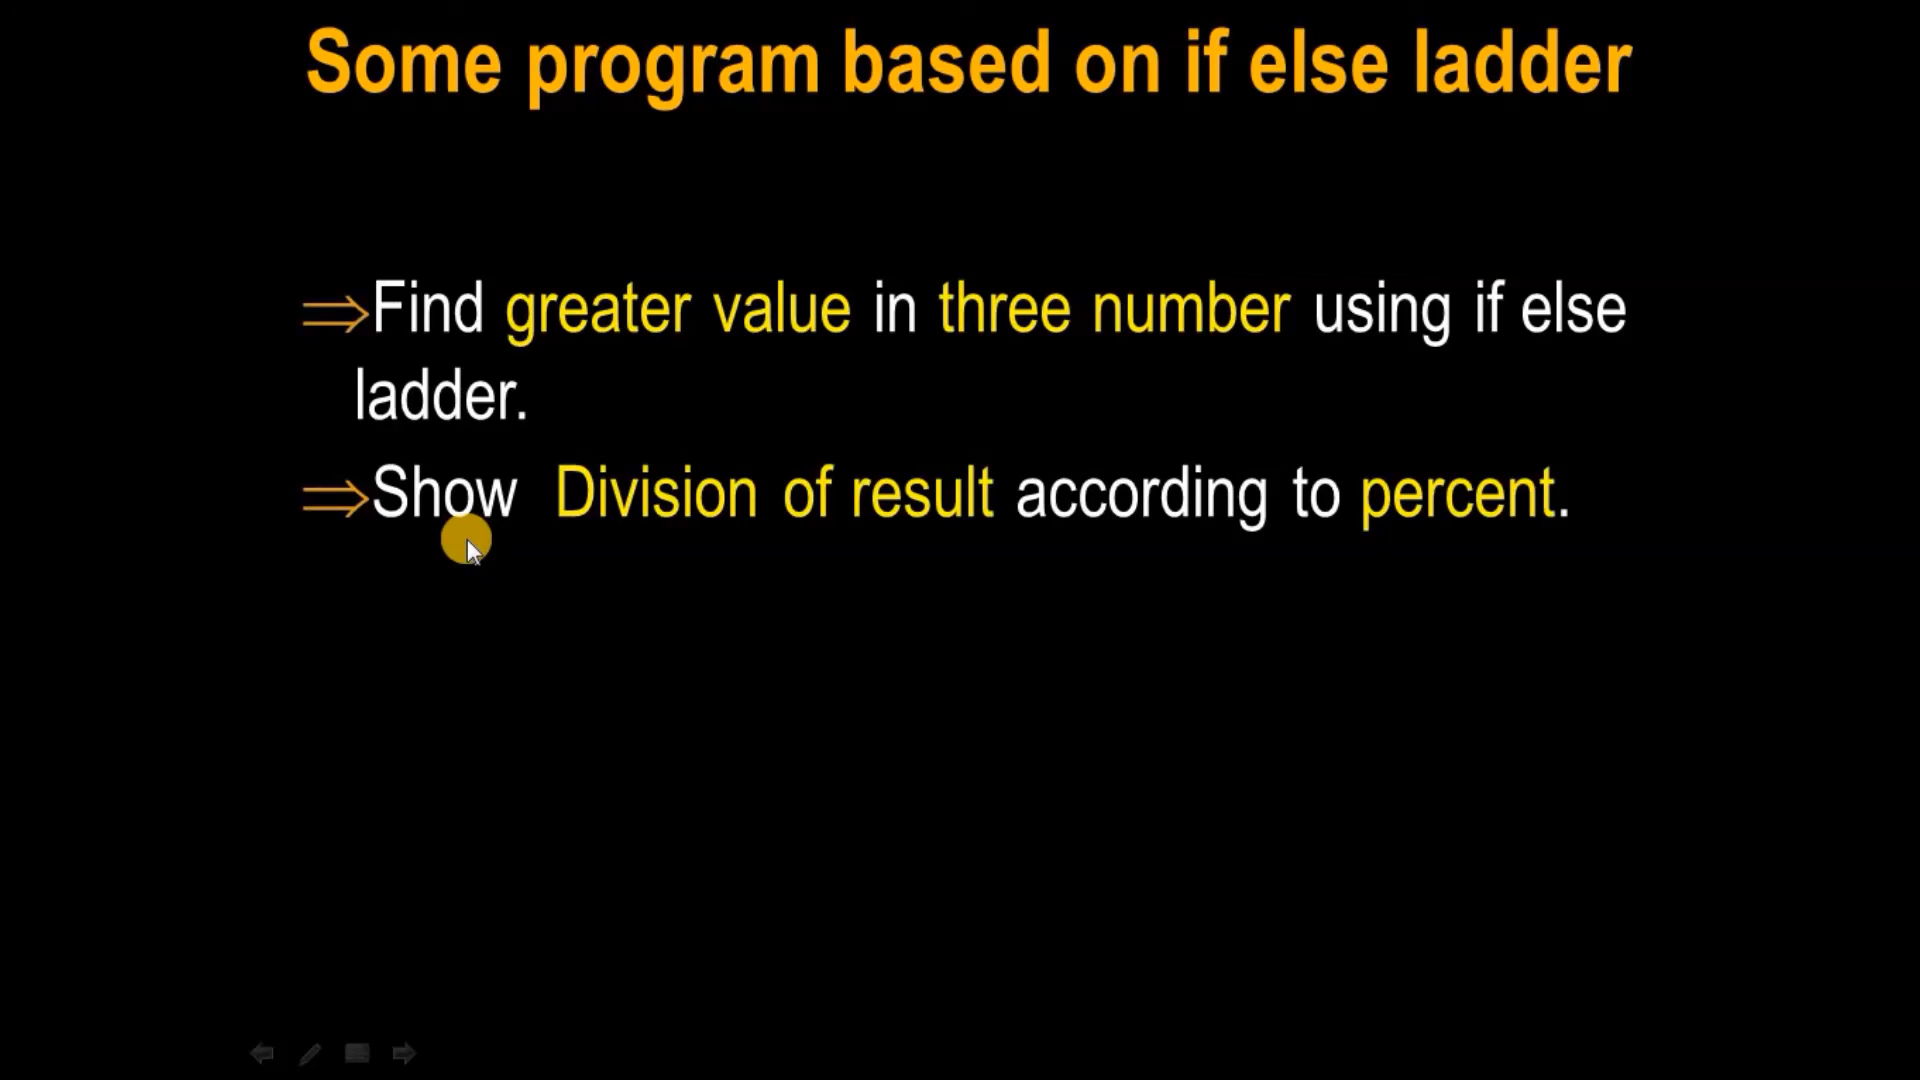 Some program based on if else ladder
⇒Find greater value in three number using if else
ladder.
⇒Show Division of result according to percent.